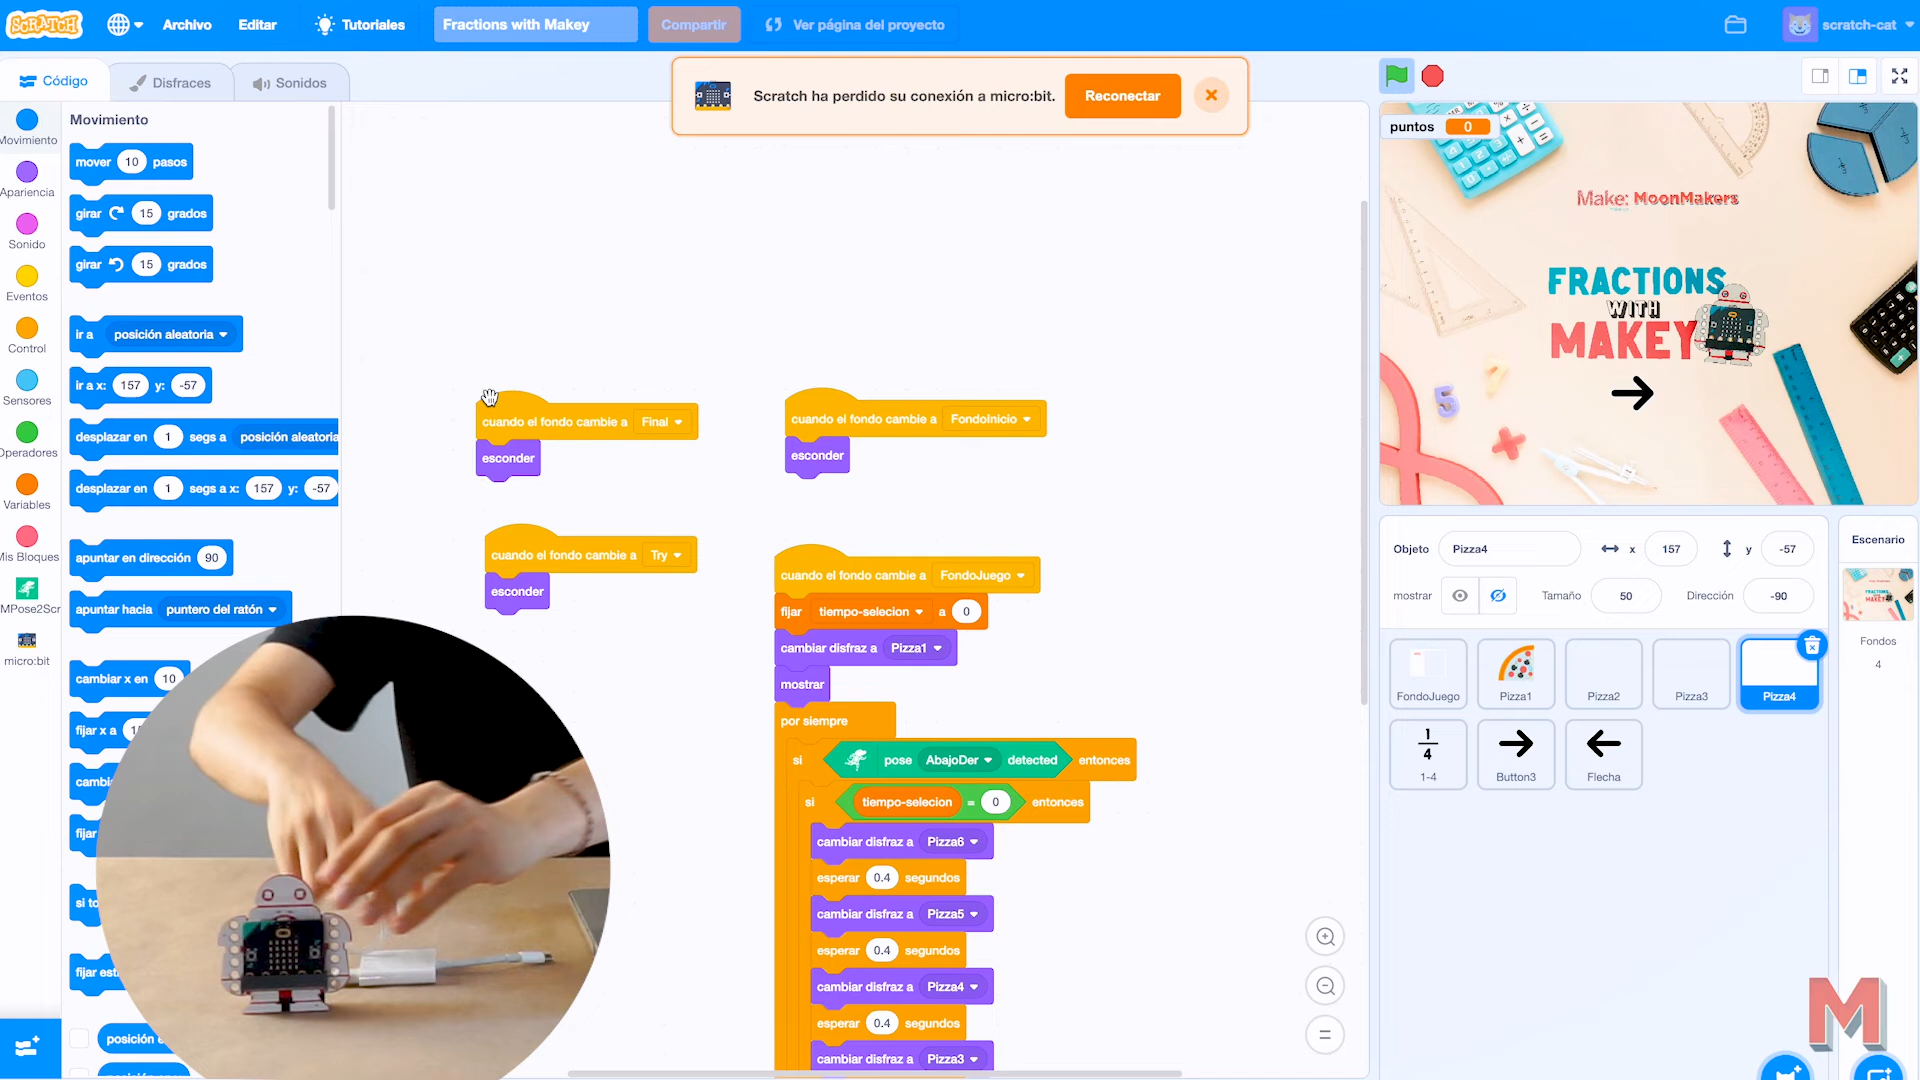 SCRATCH
Archivo
Editar
Tutoriales
Fractions with Makey
Compartir
Ver página del proyecto
scratch-cat
Código
Disfraces
Sonidos
Scratch ha perdido su conexión a micro:bit.
Reconectar
Movimiento
Apariencia
Sonido
Eventos
Control
Sensores
Operadores
Variables
Mis Bloques
MPose2Scr
micro:bit
Movimiento
mover 10 pasos
girar 15 grados
girar 15 grados
ir a posición aleatoria
ir a x: 157 y: -57
desplazar en 1 segs a posición aleatoria
desplazar en 1 segs a x: 157 y: -57
apuntar en dirección 90
apuntar hacia puntero del ratón
cambiar x en 10
fijar x a
fijar
posición
cuando el fondo cambie a Final
esconder
cuando el fondo cambie a FondoInicio
esconder
cuando el fondo cambie a Try
esconder
cuando el fondo cambie a FondoJuego
fijar tiempo-selecion a 0
cambiar disfraz a Pizza1
mostrar
por siempre
si pose AbajoDer detected entonces
si tiempo-selecion = 0 entonces
cambiar disfraz a Pizza6
esperar 0.4 segundos
cambiar disfraz a Pizza5
esperar 0.4 segundos
cambiar disfraz a Pizza4
esperar 0.4 segundos
cambiar disfraz a Pizza3
puntos 0
Make: MoonMakers
FRACTIONS
WITH
MAKEY
Objeto Pizza4 x 157 y -57
mostrar Tamaño 50 Dirección -90
FondoJuego
Pizza1
Pizza2
Pizza3
Pizza4
1/4
1-4
Button3
Flecha
Escenario
Fondos
4
M